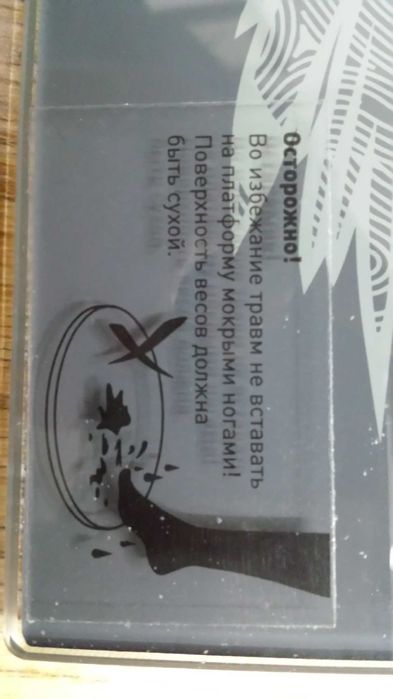 Осторожно!
Во избежание травм не вставать
на платформу мокрыми ногами!
Поверхность весов должна
быть сухой.